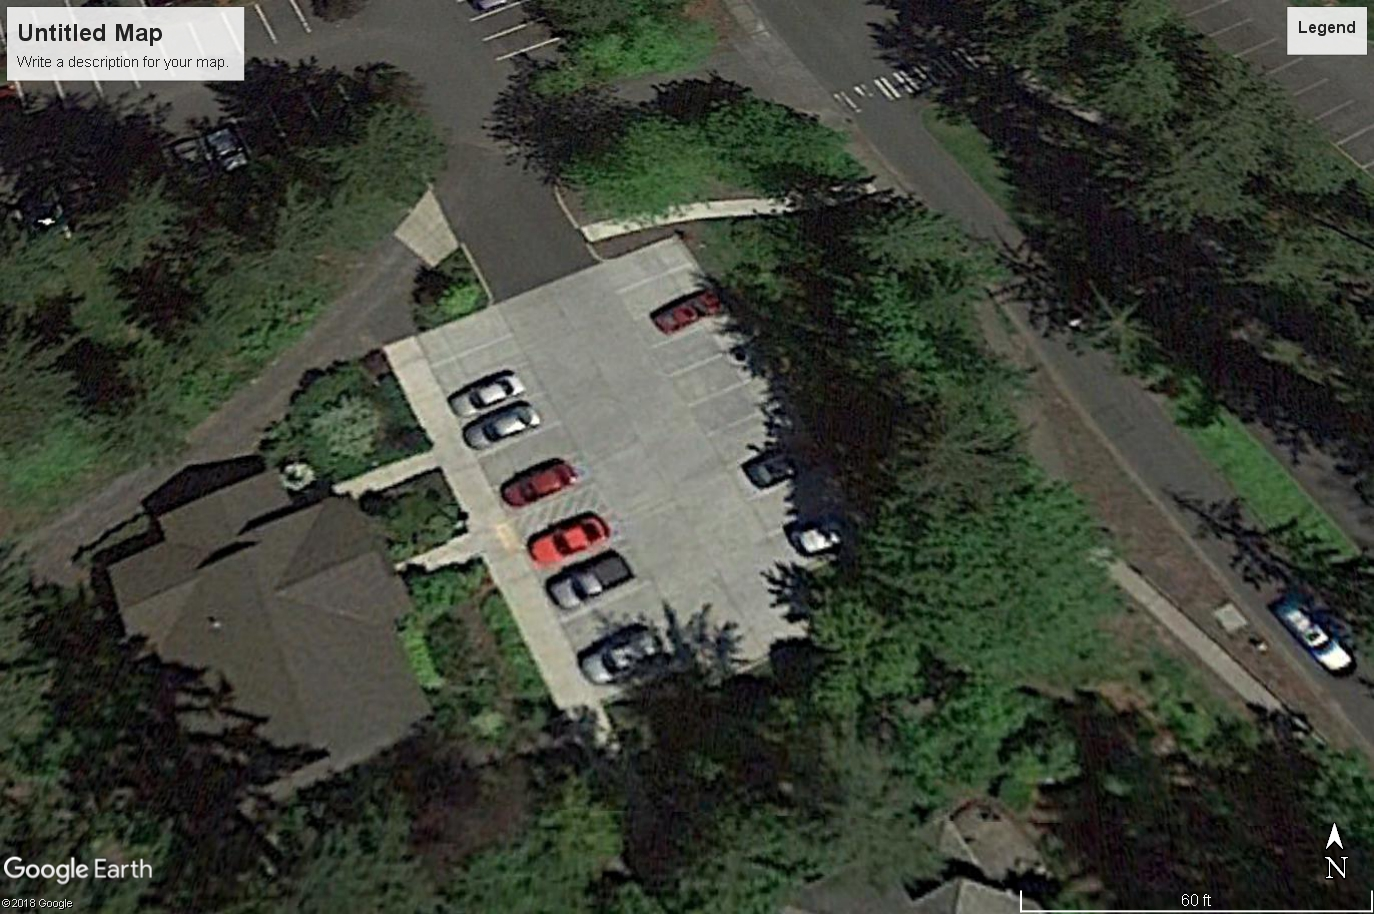 Untitled Map
Write a description for your map.
Legend
Google Earth
©2018 Google
N
60 ft